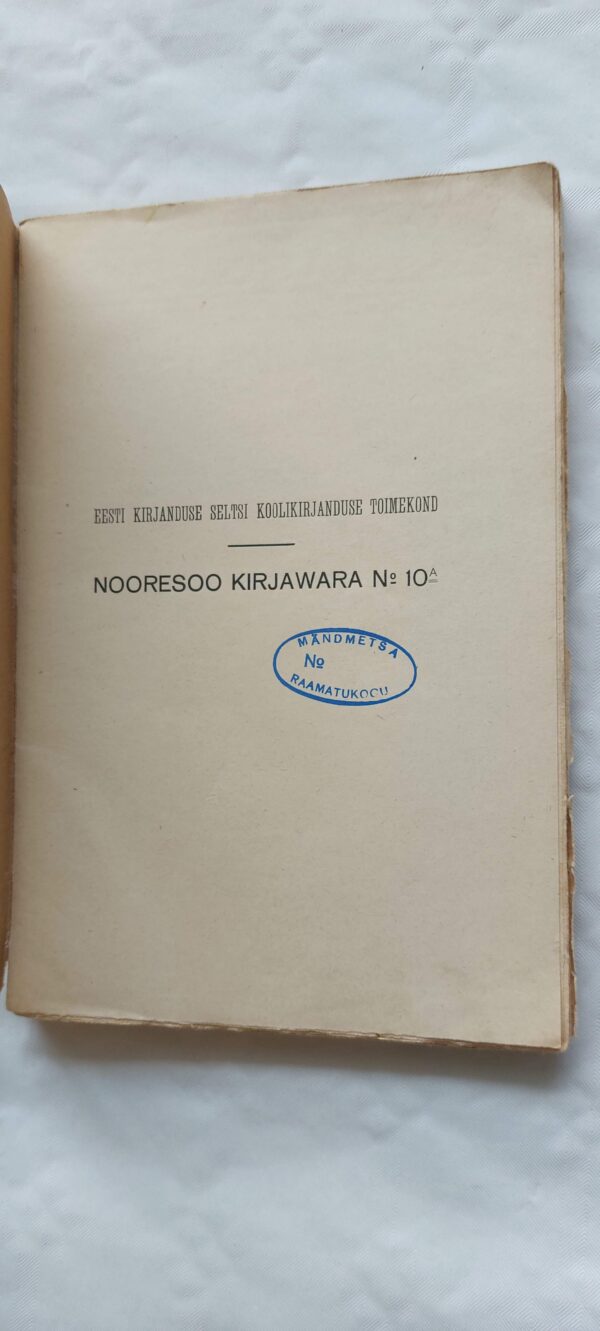 EESTI KIRJANDUSE SELTSI KOOLIKIRJANDUSE TOIMEKOND
NOORESOO KIRJAWARA № 10ᴬ
MÄNDMETSA
№
RAAMATUKOGU